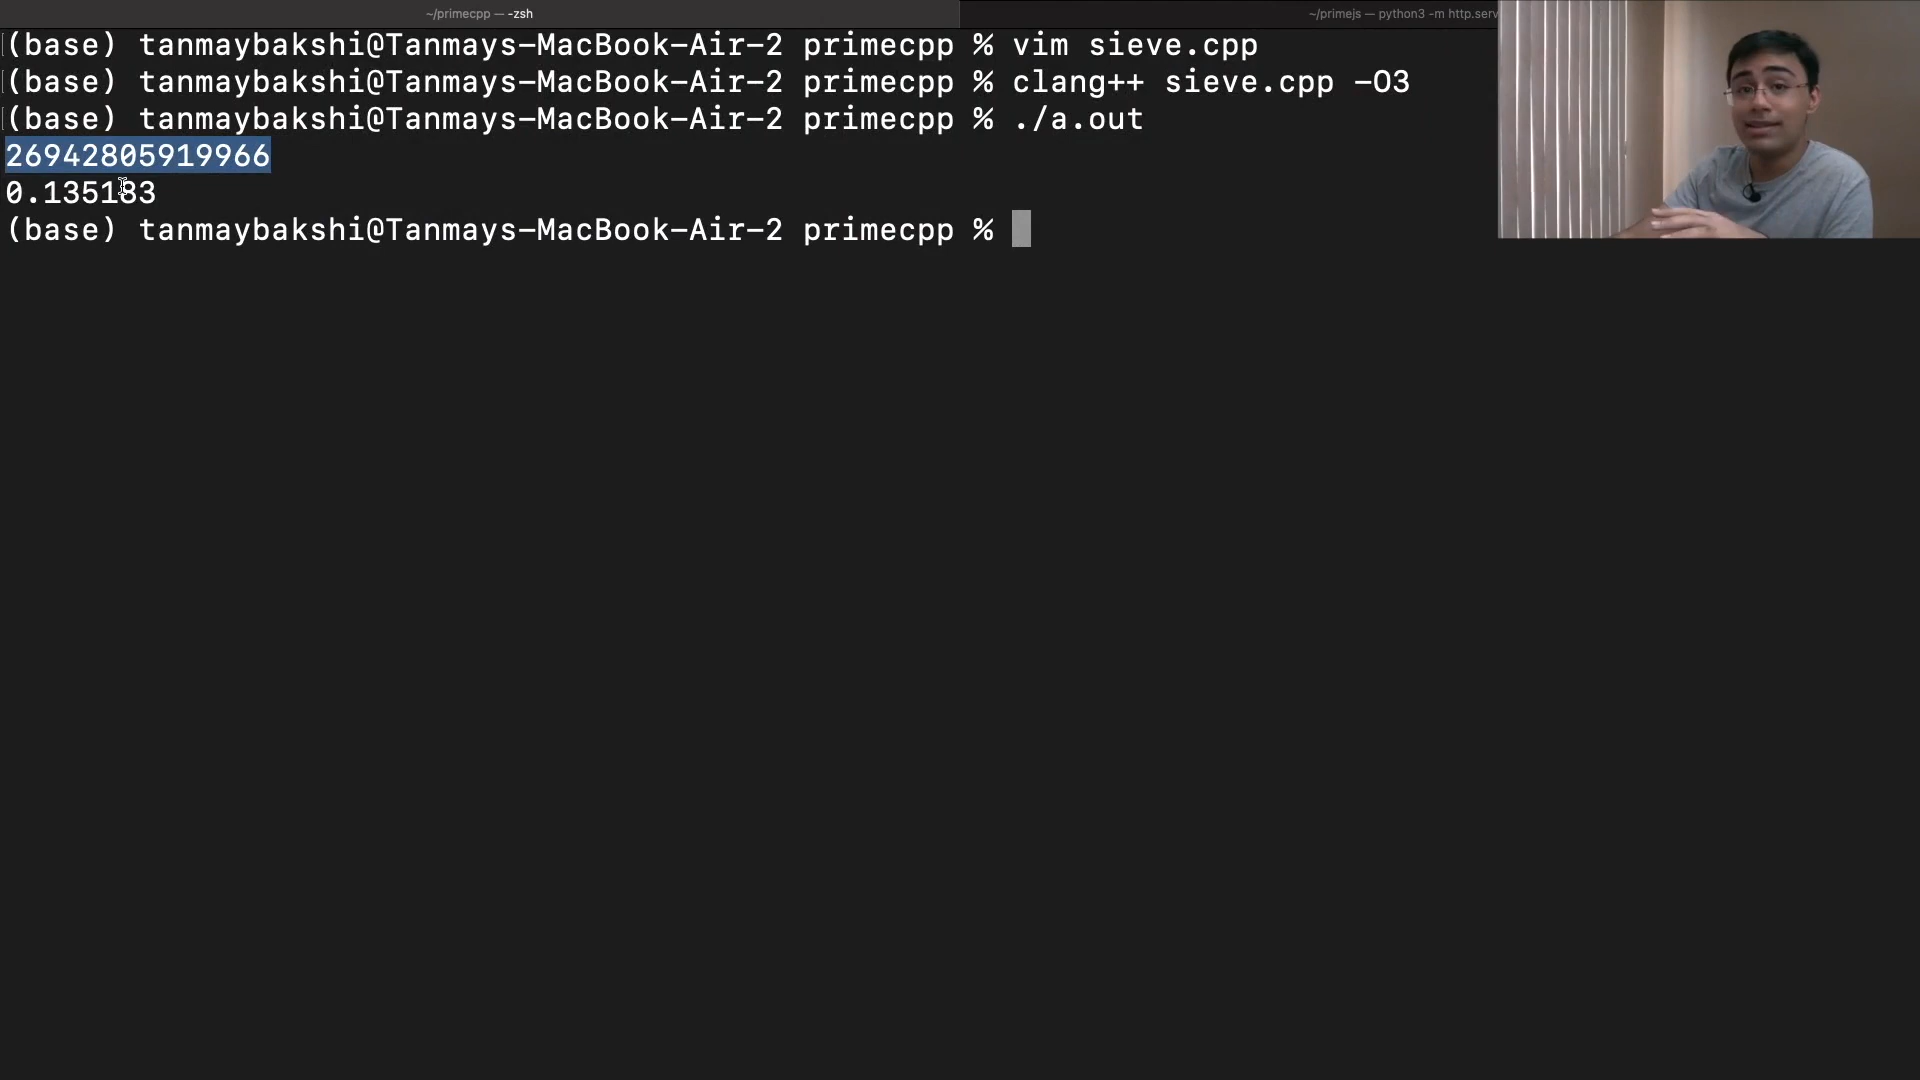 ~/primecpp — -zsh
~/primejs — python3 -m http.serv
(base) tanmaybakshi@Tanmays-MacBook-Air-2 primecpp % vim sieve.cpp
(base) tanmaybakshi@Tanmays-MacBook-Air-2 primecpp % clang++ sieve.cpp -O3
(base) tanmaybakshi@Tanmays-MacBook-Air-2 primecpp % ./a.out
26942805919966
0.135183
(base) tanmaybakshi@Tanmays-MacBook-Air-2 primecpp %